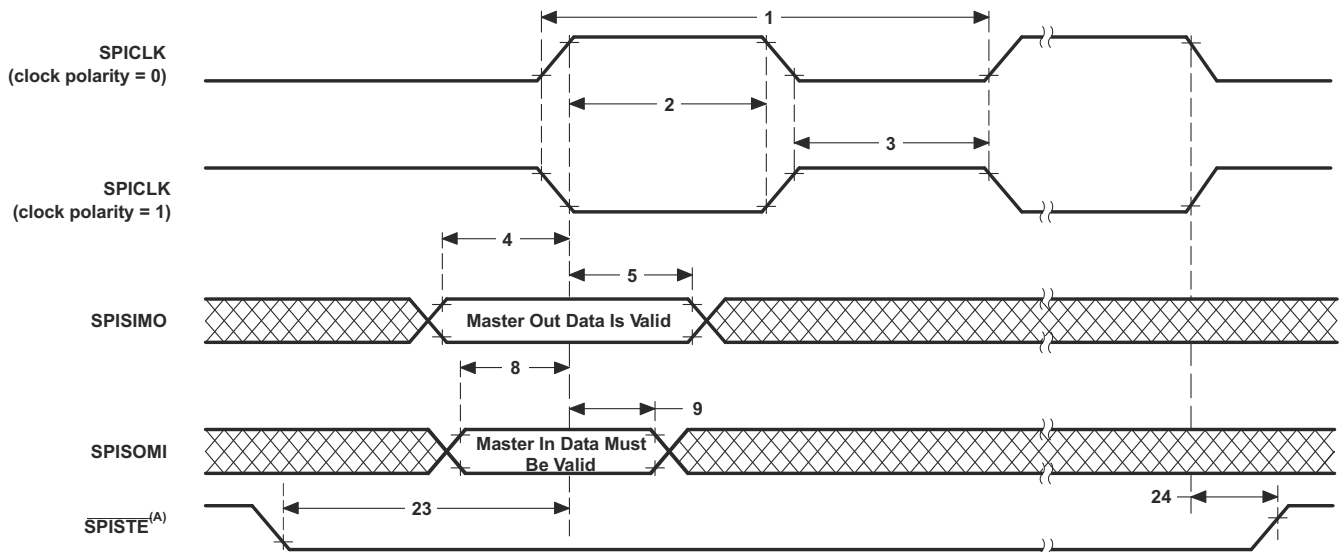 1
SPICLK
(clock polarity = 0)
2
3
SPICLK
(clock polarity = 1)
4
5
SPISIMO
Master Out Data Is Valid
8
9
SPISOMI
Master In Data Must
Be Valid
23
24
SPISTE(A)